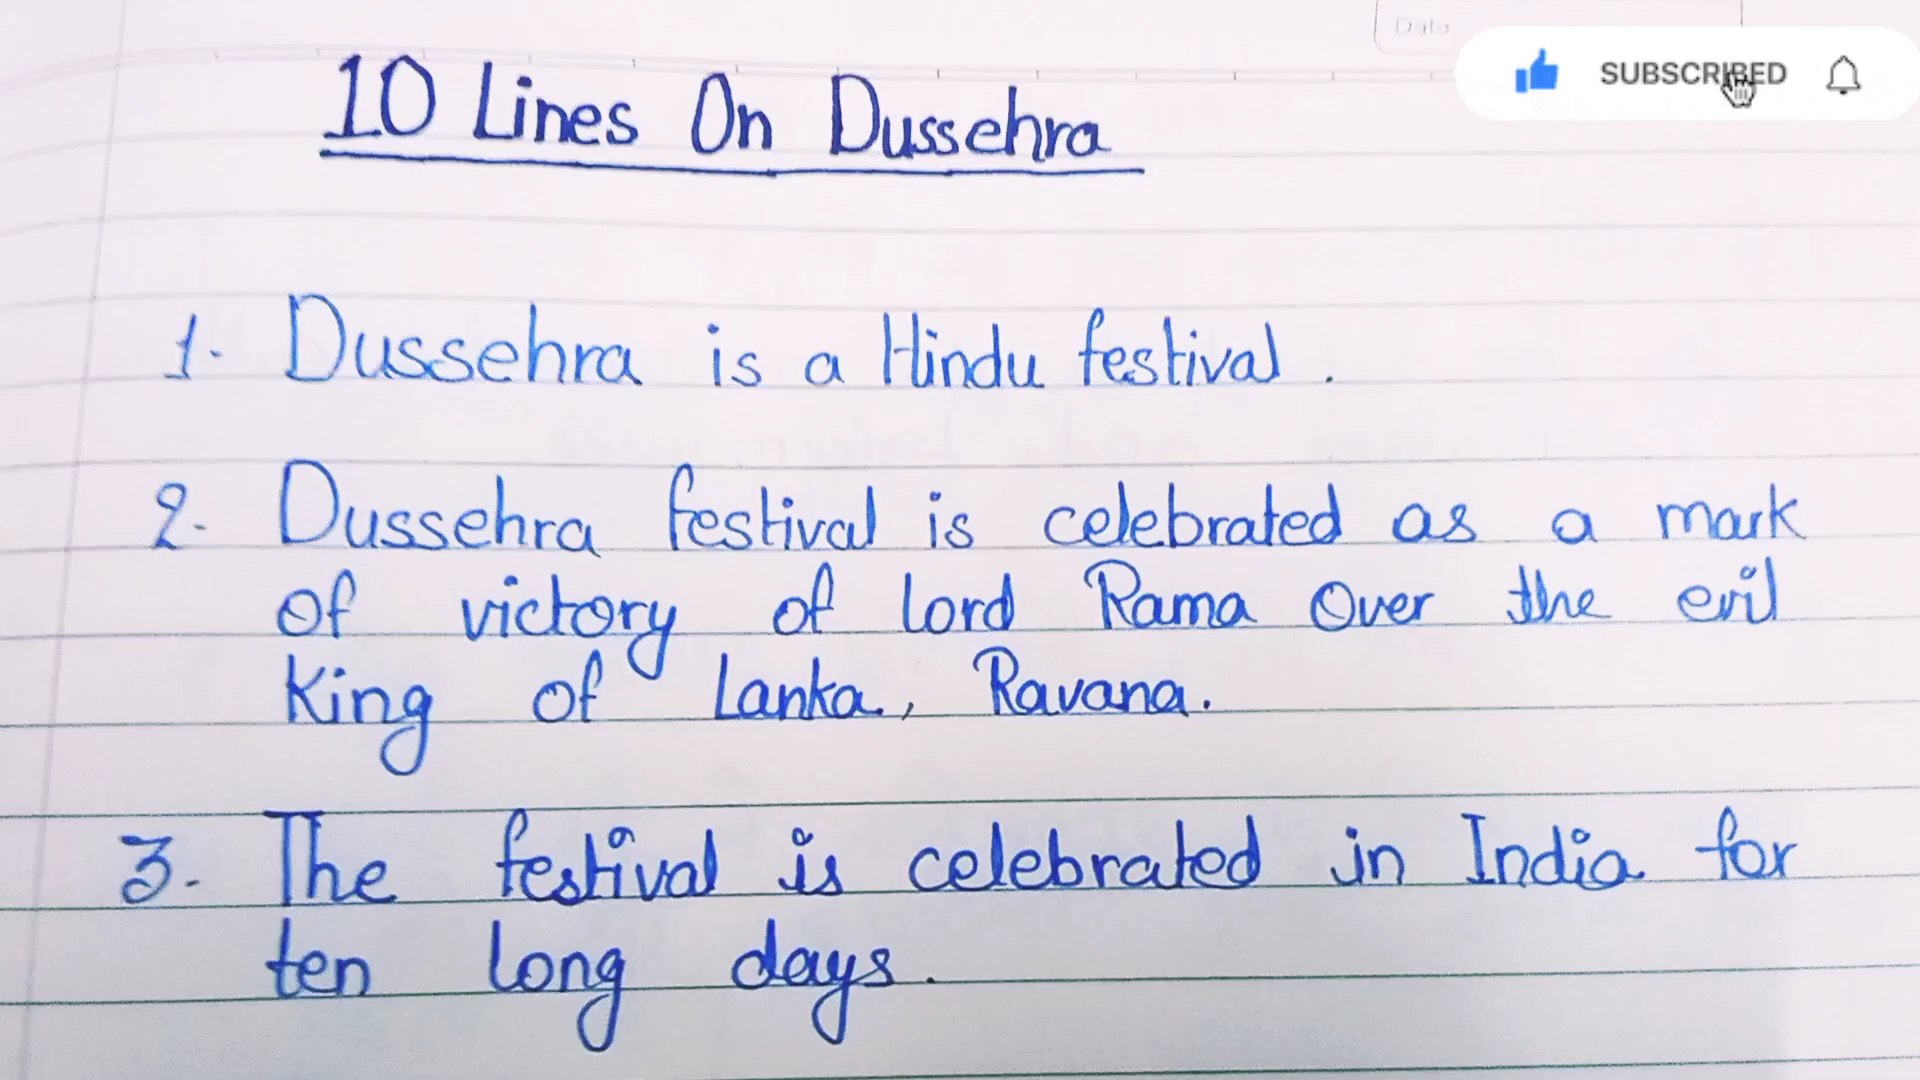 Date
SUBSCRIBED
10 Lines On Dussehra
1. Dussehra is a Hindu festival.
2. Dussehra festival is celebrated as a mark
of victory of lord Rama Over the evil
King of Lanka, Ravana.
3. The festival is celebrated in India for
ten long days.